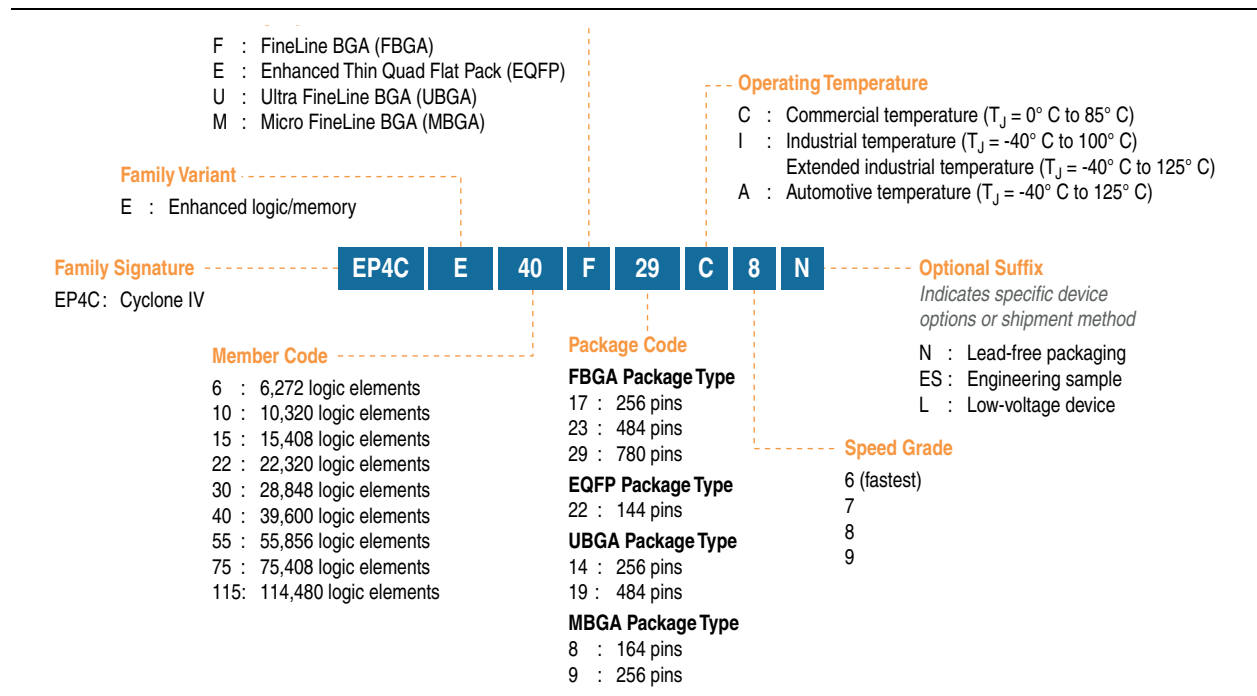 F : FineLine BGA (FBGA)
E : Enhanced Thin Quad Flat Pack (EQFP)
U : Ultra FineLine BGA (UBGA)
M : Micro FineLine BGA (MBGA)
Operating Temperature
C : Commercial temperature (TJ = 0° C to 85° C)
I : Industrial temperature (TJ = -40° C to 100° C)
Extended industrial temperature (TJ = -40° C to 125° C)
A : Automotive temperature (TJ = -40° C to 125° C)
Family Variant
E : Enhanced logic/memory
EP4C E 40 F 29 C 8 N
Family Signature
EP4C : Cyclone IV
Optional Suffix
Indicates specific device
options or shipment method
N : Lead-free packaging
ES : Engineering sample
L : Low-voltage device
Member Code
6 : 6,272 logic elements
10 : 10,320 logic elements
15 : 15,408 logic elements
22 : 22,320 logic elements
30 : 28,848 logic elements
40 : 39,600 logic elements
55 : 55,856 logic elements
75 : 75,408 logic elements
115: 114,480 logic elements
Package Code
FBGA Package Type
17 : 256 pins
23 : 484 pins
29 : 780 pins
EQFP Package Type
22 : 144 pins
UBGA Package Type
14 : 256 pins
19 : 484 pins
MBGA Package Type
8 : 164 pins
9 : 256 pins
Speed Grade
6 (fastest)
7
8
9